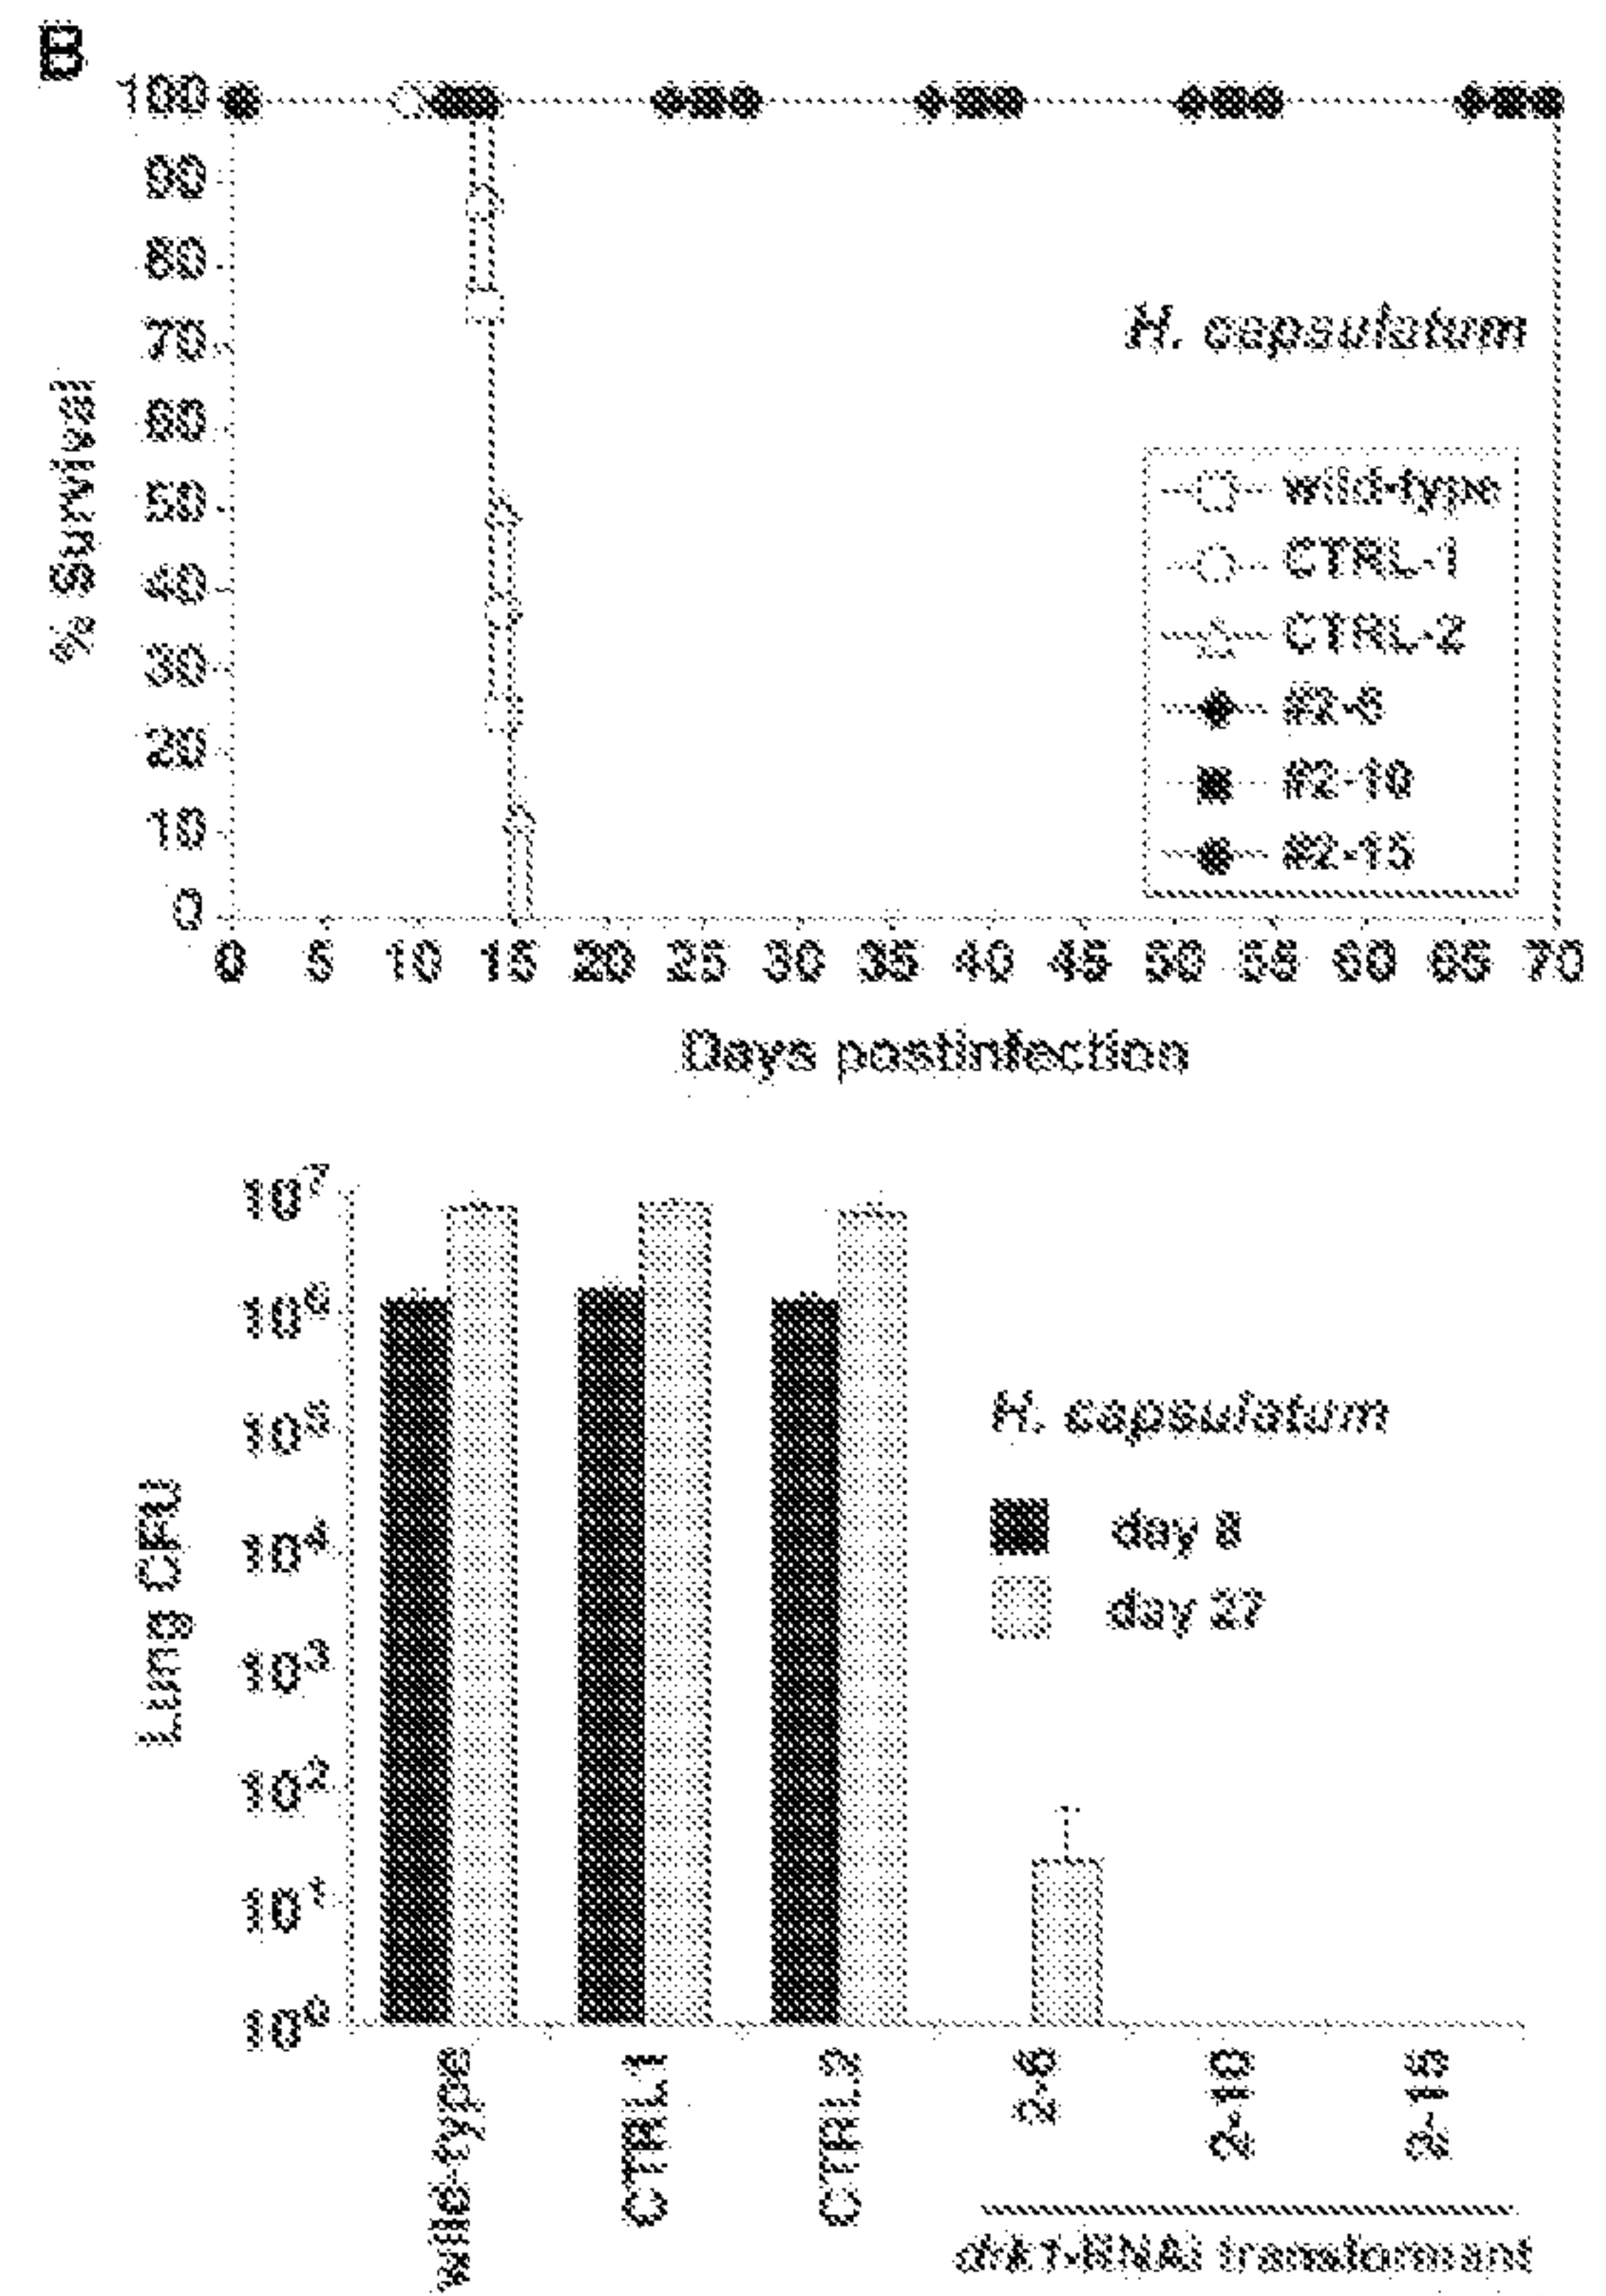 100
90
80
70
60
50
40
30
20
10
0
% Survival
H. capsulatum
wild-type
CTRL-1
CTRL-2
#2-6
#2-10
#2-15
0 5 10 15 20 25 30 35 40 45 50 55 60 65 70
Days postinfection
10⁷
10⁶
10⁵
10⁴
10³
10²
10¹
10⁰
Lung CFU
H. capsulatum
day 8
day 27
wild-type
CTRL1
CTRL2
2-6
2-10
2-15
drk1-RNAi transformant